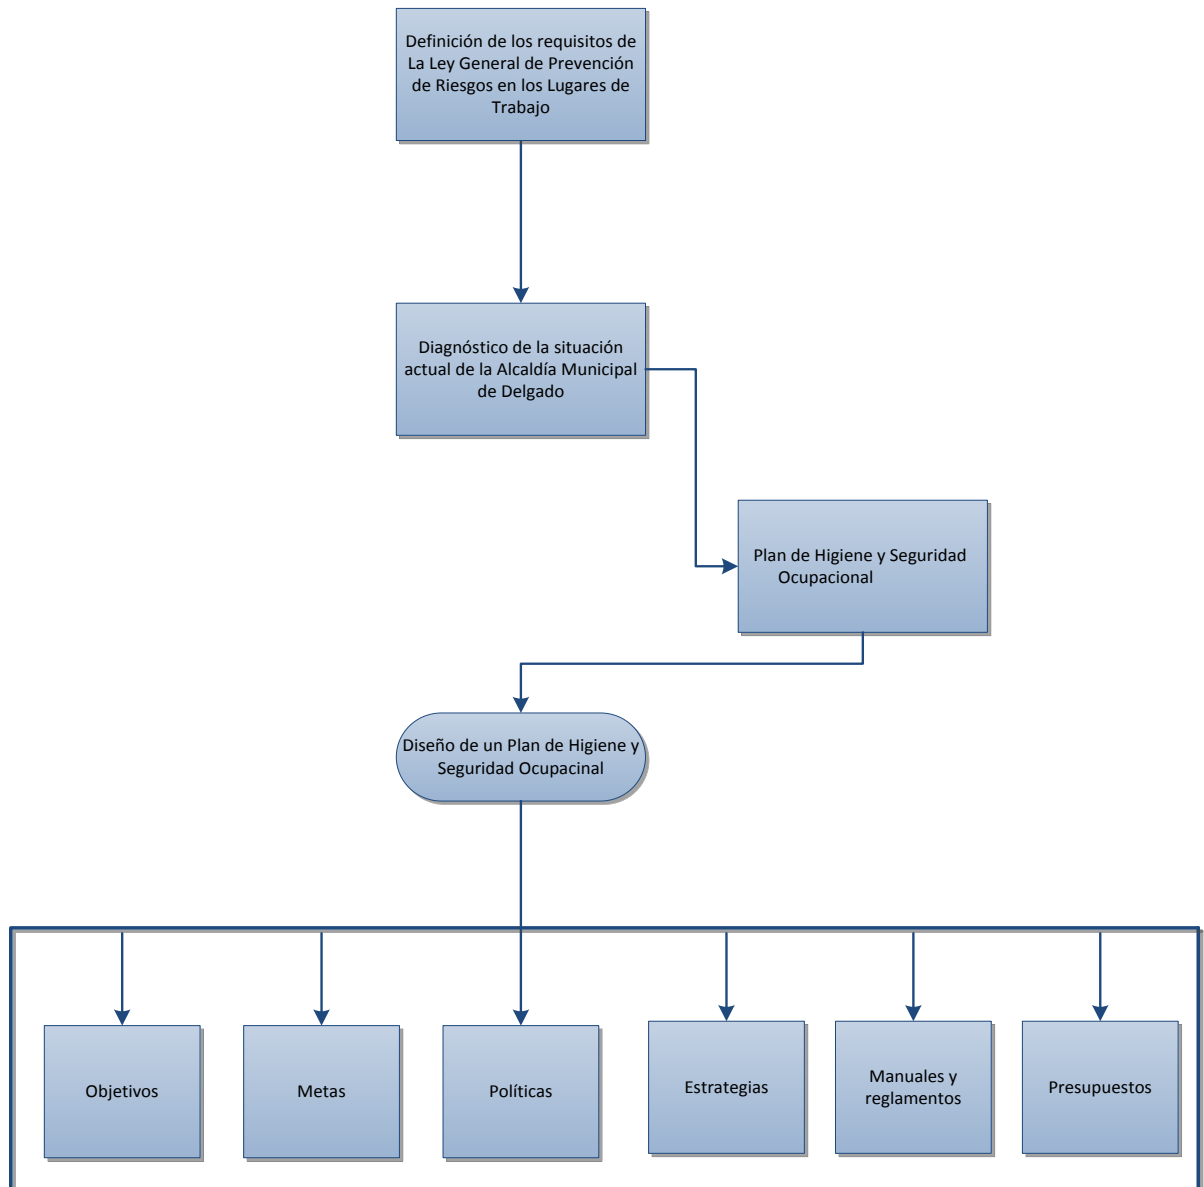 Definición de los requisitos de
La Ley General de Prevención
de Riesgos en los Lugares de
Trabajo
Diagnóstico de la situación
actual de la Alcaldía Municipal
de Delgado
Plan de Higiene y Seguridad
Ocupacional
Diseño de un Plan de Higiene y
Seguridad Ocupacinal
Objetivos
Metas
Políticas
Estrategias
Manuales y
reglamentos
Presupuestos